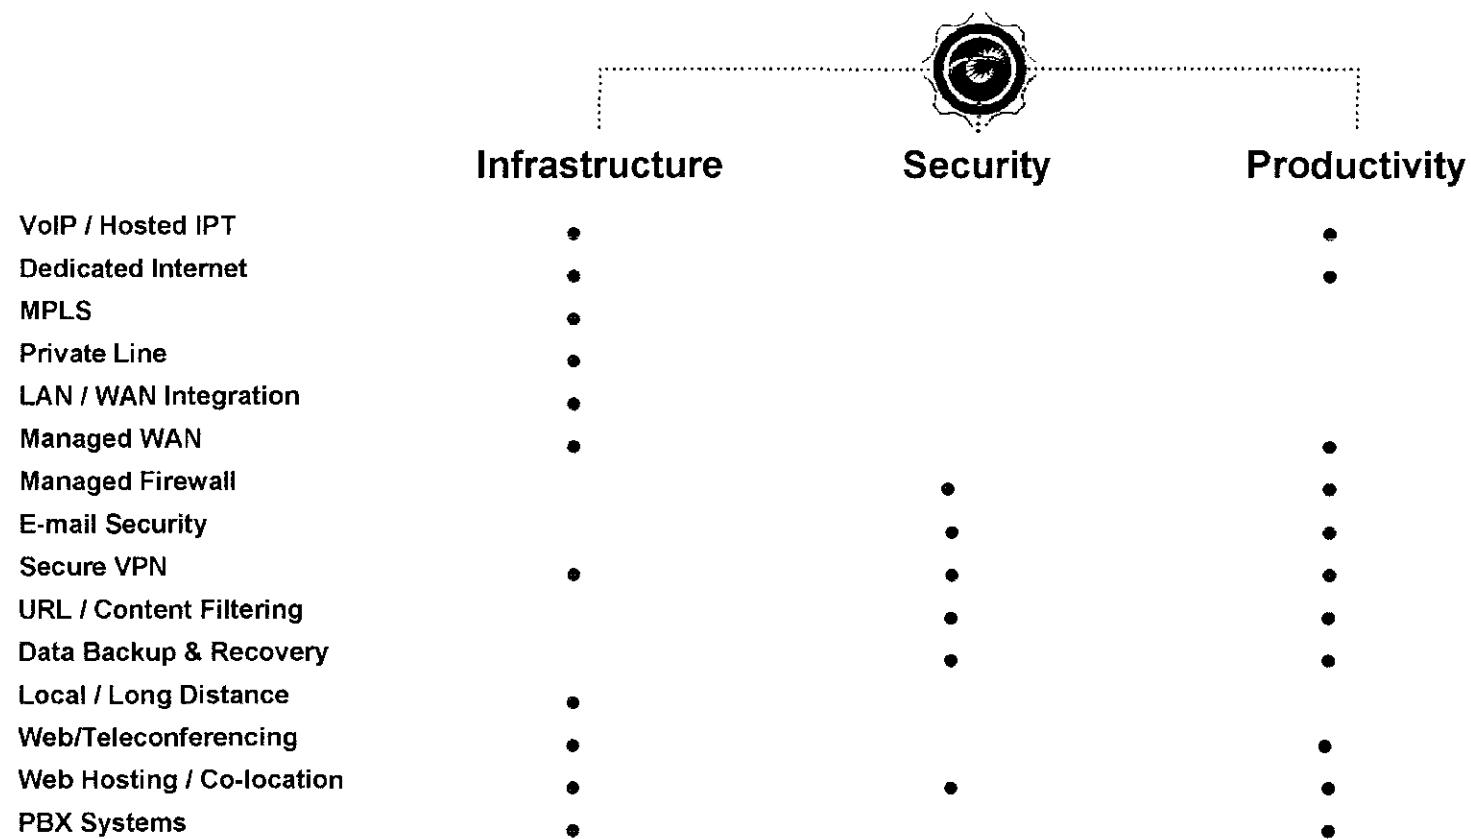 Infrastructure Security Productivity
VoIP / Hosted IPT
Dedicated Internet
MPLS
Private Line
LAN / WAN Integration
Managed WAN
Managed Firewall
E-mail Security
Secure VPN
URL / Content Filtering
Data Backup & Recovery
Local / Long Distance
Web/Teleconferencing
Web Hosting / Co-location
PBX Systems